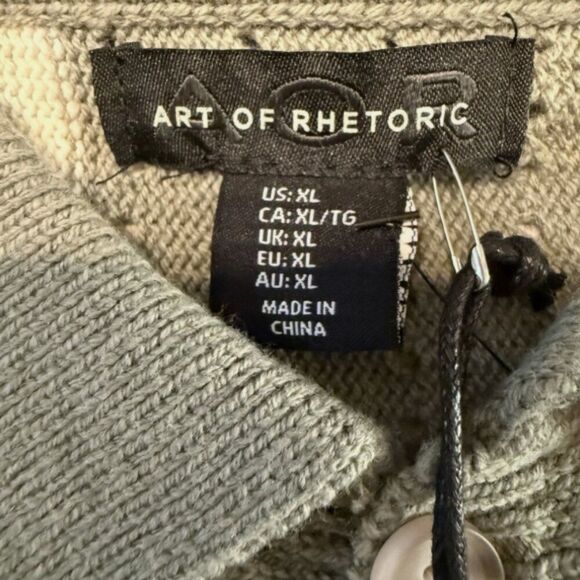 AOR
ART OF RHETORIC
US: XL
CA: XL/TG
UK: XL
EU: XL
AU: XL
MADE IN
CHINA